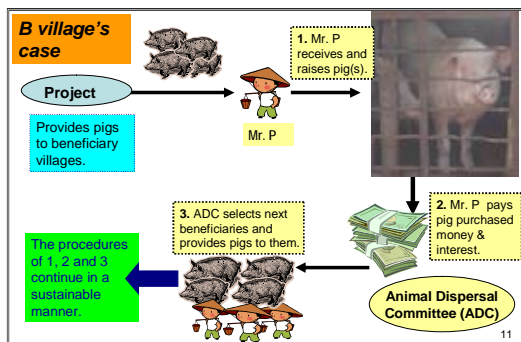 B village's
case
Project
Provides pigs
to beneficiary
villages.
Mr. P
1. Mr. P
receives and
raises pig(s).
2. Mr. P pays
pig purchased
money &
interest.
Animal Dispersal
Committee (ADC)
3. ADC selects next
beneficiaries and
provides pigs to them.
The procedures
of 1, 2 and 3
continue in a
sustainable
manner.
11